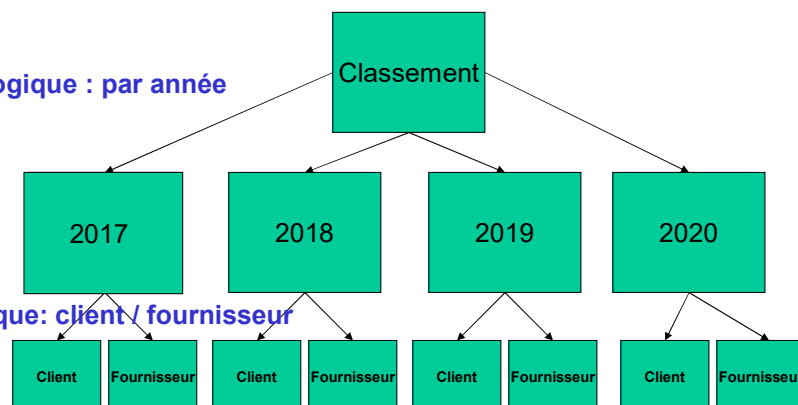 Classement
ogique : par année
2017 2018 2019 2020
que: client / fournisseur
Client Fournisseur Client Fournisseur Client Fournisseur Client Fournisseu